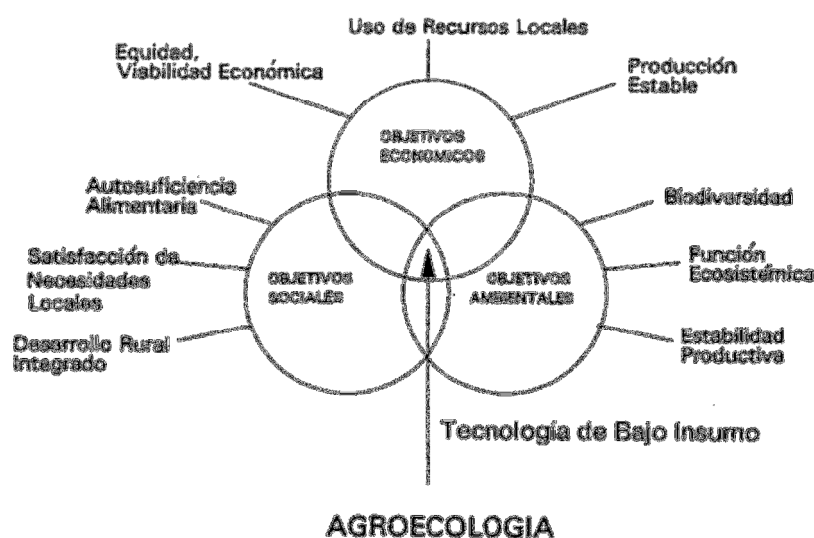 Uso de Recursos Locales
Equidad,
Viabilidad Económica
Producción
Estable
OBJETIVOS
ECONOMICOS
Autosuficiencia
Alimentaria
Biodiversidad
Satisfacción de
Necesidades
Locales
OBJETIVOS
SOCIALES
OBJETIVOS
AMBIENTALES
Función
Ecosistémica
Desarrollo Rural
Integrado
Estabilidad
Productiva
Tecnología de Bajo Insumo
AGROECOLOGIA